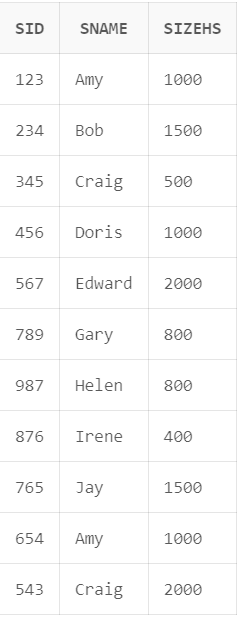 SID SNAME SIZEHS
123 Amy 1000
234 Bob 1500
345 Craig 500
456 Doris 1000
567 Edward 2000
789 Gary 800
987 Helen 800
876 Irene 400
765 Jay 1500
654 Amy 1000
543 Craig 2000